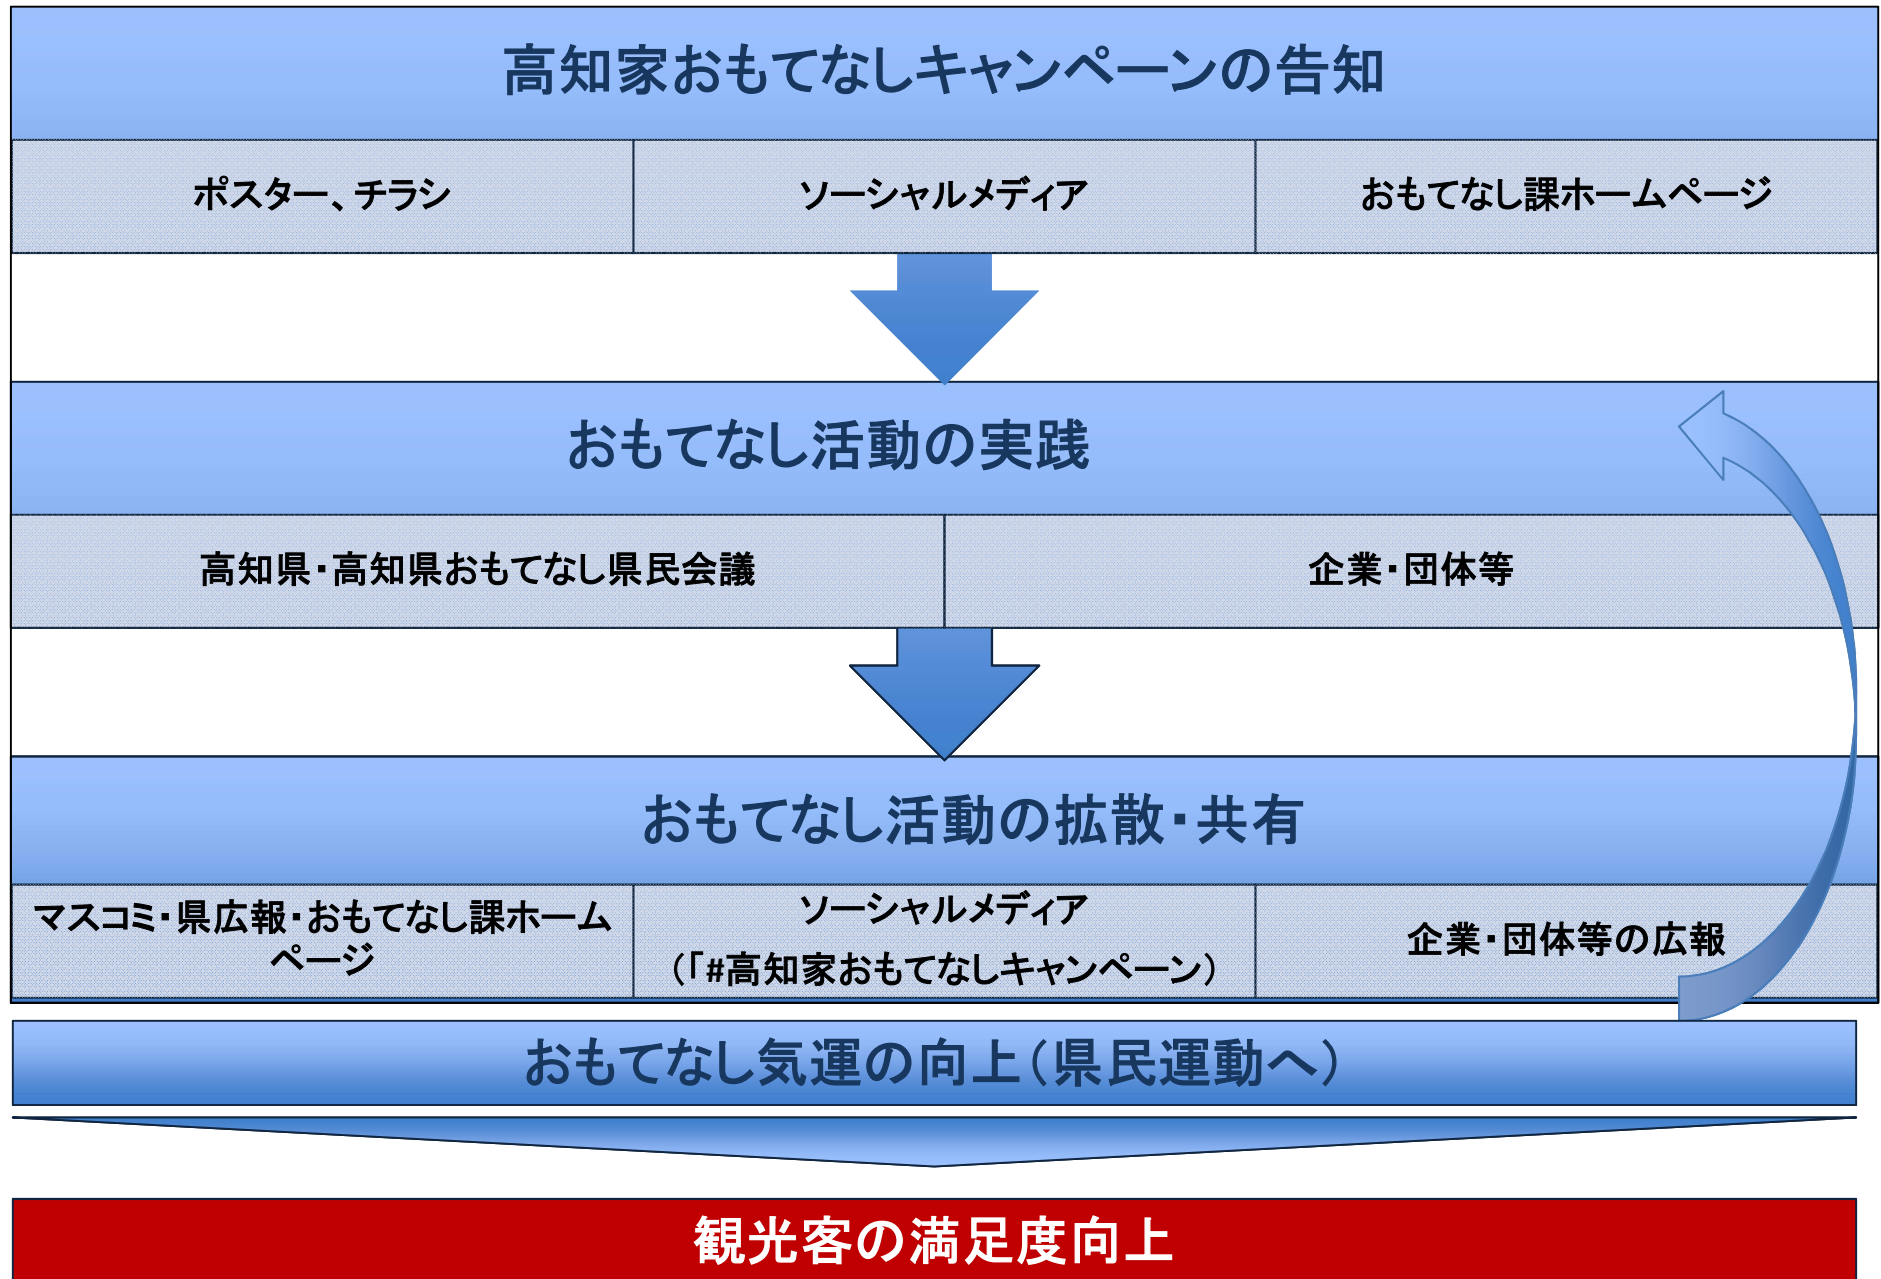 高知家おもてなしキャンペーンの告知
ポスター、チラシ
ソーシャルメディア
おもてなし課ホームページ
おもてなし活動の実践
高知県・高知県おもてなし県民会議
企業・団体等
おもてなし活動の拡散・共有
マスコミ・県広報・おもてなし課ホーム
ページ
ソーシャルメディア
（「#高知家おもてなしキャンペーン）
企業・団体等の広報
おもてなし気運の向上（県民運動へ）
観光客の満足度向上